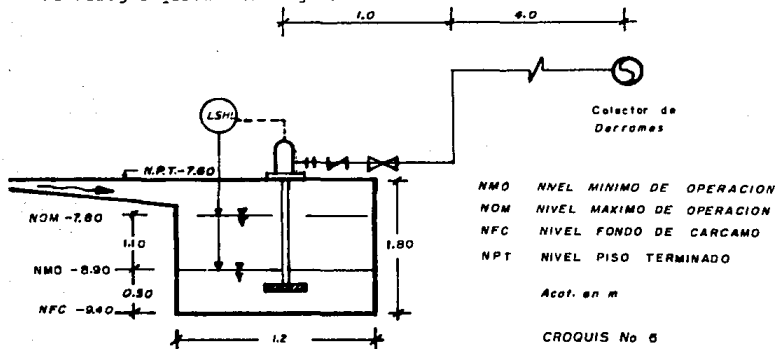 1.0
4.0
LSHL
Colector de
Derrames
N.P.T.-7.60
NOM -7.80
1.10
NMO -8.90
0.50
NFC -9.40
1.80
1.2
NMO NIVEL MINIMO DE OPERACION
NOM NIVEL MAXIMO DE OPERACION
NFC NIVEL FONDO DE CARCAMO
NPT NIVEL PISO TERMINADO
Acot. en m
CROQUIS No 6